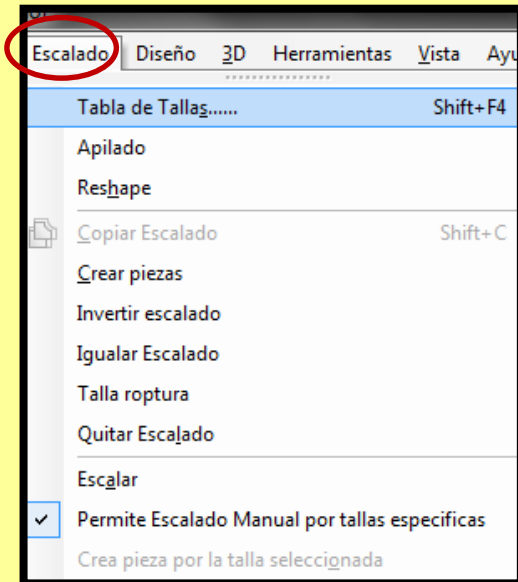 Escalado Diseño 3D Herramientas Vista Ayu
Tabla de Tallas...... Shift+F4
Apilado
Reshape
Copiar Escalado Shift+C
Crear piezas
Invertir escalado
Igualar Escalado
Talla roptura
Quitar Escalado
Escalar
Permite Escalado Manual por tallas especificas
Crea pieza por la talla seleccionada